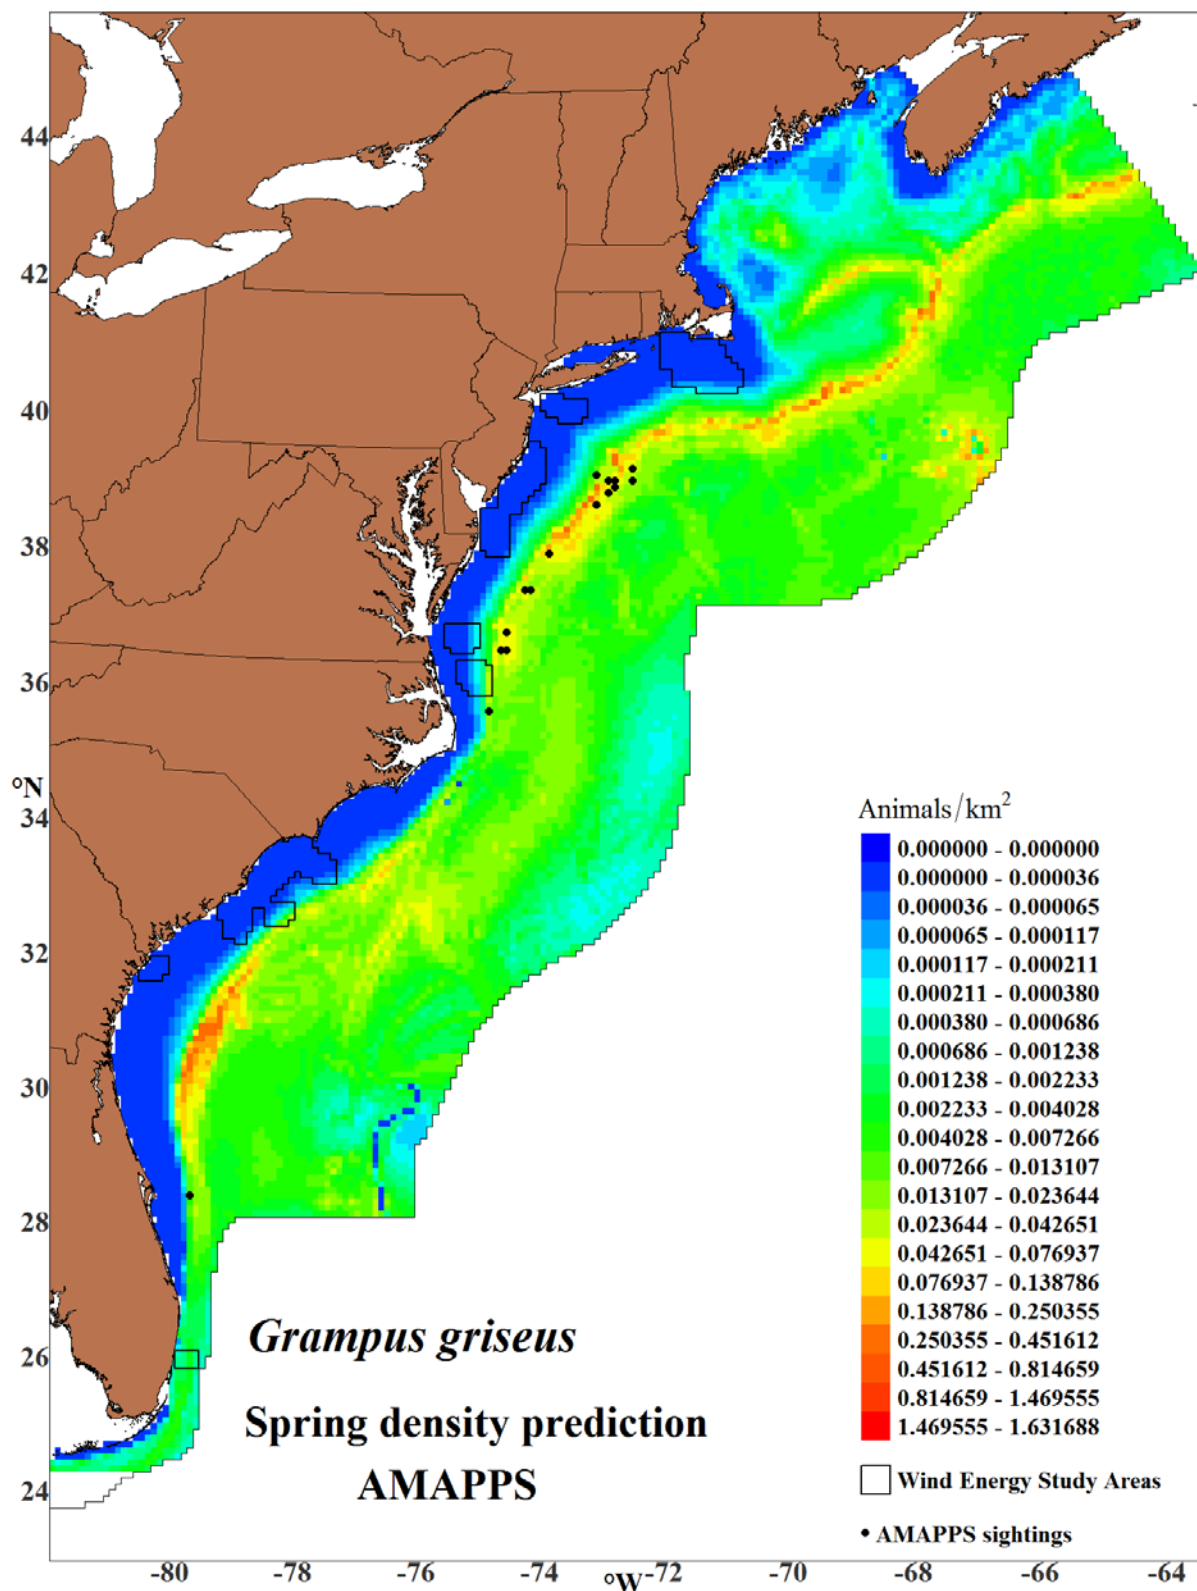 44
42
40
38
36
°N
34
32
30
28
26
24
Animals/km²
0.000000 - 0.000000
0.000000 - 0.000036
0.000036 - 0.000065
0.000065 - 0.000117
0.000117 - 0.000211
0.000211 - 0.000380
0.000380 - 0.000686
0.000686 - 0.001238
0.001238 - 0.002233
0.002233 - 0.004028
0.004028 - 0.007266
0.007266 - 0.013107
0.013107 - 0.023644
0.023644 - 0.042651
0.042651 - 0.076937
0.076937 - 0.138786
0.138786 - 0.250355
0.250355 - 0.451612
0.451612 - 0.814659
0.814659 - 1.469555
1.469555 - 1.631688
Wind Energy Study Areas
AMAPPS sightings
Grampus griseus
Spring density prediction
AMAPPS
-80 -78 -76 -74 -72 -70 -68 -66 -64
°W